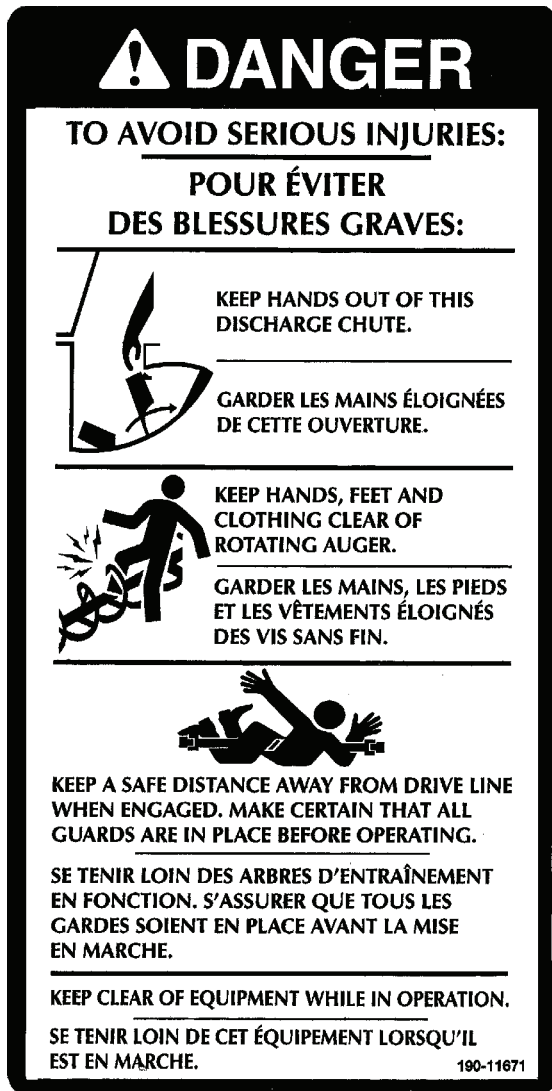 DANGER
TO AVOID SERIOUS INJURIES:
POUR ÉVITER
DES BLESSURES GRAVES:
KEEP HANDS OUT OF THIS
DISCHARGE CHUTE.
GARDER LES MAINS ÉLOIGNÉES
DE CETTE OUVERTURE.
KEEP HANDS, FEET AND
CLOTHING CLEAR OF
ROTATING AUGER.
GARDER LES MAINS, LES PIEDS
ET LES VÊTEMENTS ÉLOIGNÉS
DES VIS SANS FIN.
KEEP A SAFE DISTANCE AWAY FROM DRIVE LINE
WHEN ENGAGED. MAKE CERTAIN THAT ALL
GUARDS ARE IN PLACE BEFORE OPERATING.
SE TENIR LOIN DES ARBRES D'ENTRAÎNEMENT
EN FONCTION. S'ASSURER QUE TOUS LES
GARDES SOIENT EN PLACE AVANT LA MISE
EN MARCHE.
KEEP CLEAR OF EQUIPMENT WHILE IN OPERATION.
SE TENIR LOIN DE CET ÉQUIPEMENT LORSQU'IL
EST EN MARCHE.
190-11671